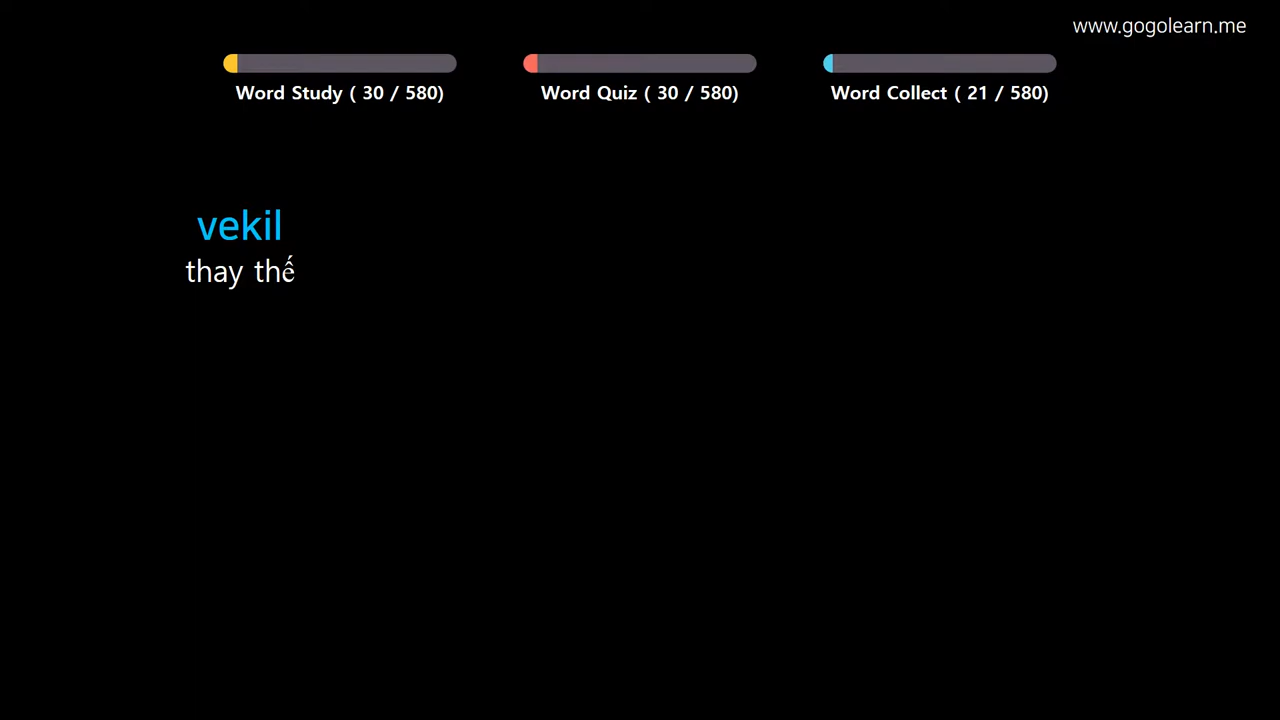 www.gogolearn.me
Word Study ( 30 / 580)
Word Quiz ( 30 / 580)
Word Collect ( 21 / 580)
vekil
thay thế